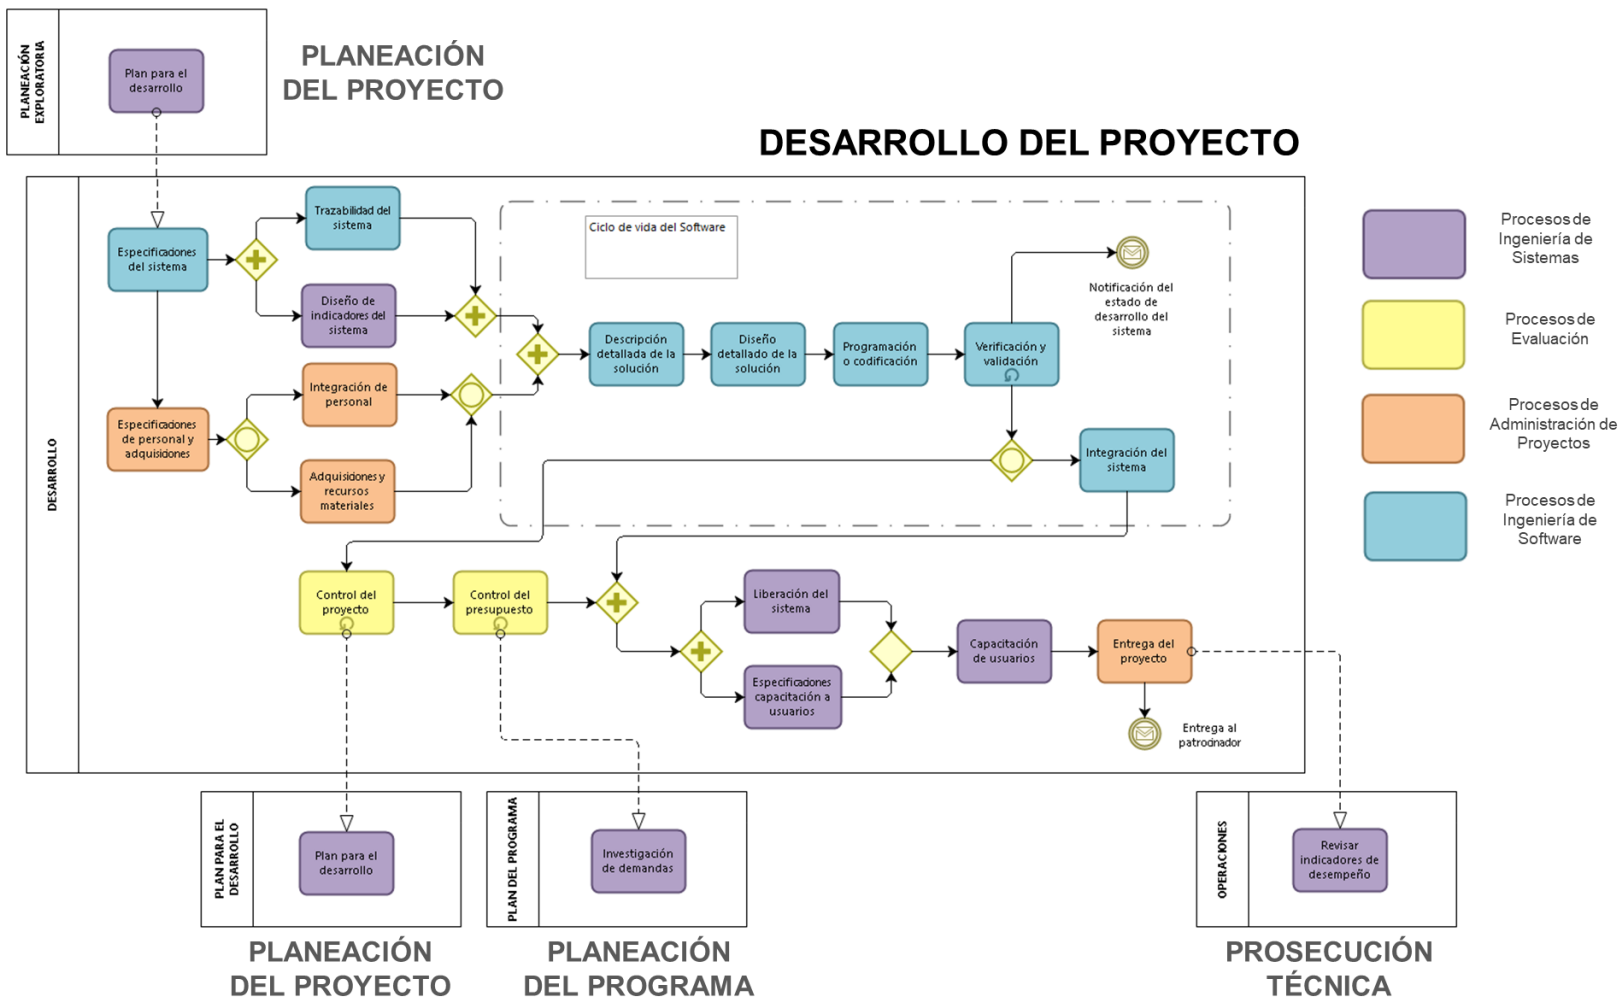 PLANEACIÓN
EXPLORATORIA
Plan para el
desarrollo
PLANEACIÓN
DEL PROYECTO
DESARROLLO DEL PROYECTO
DESARROLLO
Especificaciones
del sistema
Trazabilidad del
sistema
Diseño de
indicadores del
sistema
Especificaciones
de personal y
adquisiciones
Integración de
personal
Adquisiciones y
recursos
materiales
Ciclo de vida del Software
Descripción
detallada de la
solución
Diseño
detallado de la
solución
Programación
o codificación
Verificación y
validación
Notificación del
estado de
desarrollo del
sistema
Integración del
sistema
Control del
proyecto
Control del
presupuesto
Liberación del
sistema
Especificaciones
capacitación a
usuarios
Capacitación
de usuarios
Entrega del
proyecto
Entrega al
patrocinador
Procesos de
Ingeniería de
Sistemas
Procesos de
Evaluación
Procesos de
Administración de
Proyectos
Procesos de
Ingeniería de
Software
PLAN PARA EL
DESARROLLO
Plan para el
desarrollo
PLANEACIÓN
DEL PROYECTO
PLAN DEL PROGRAMA
Investigación
de demandas
PLANEACIÓN
DEL PROGRAMA
OPERACIONES
Revisar
indicadores de
desempeño
PROSECUCIÓN
TÉCNICA